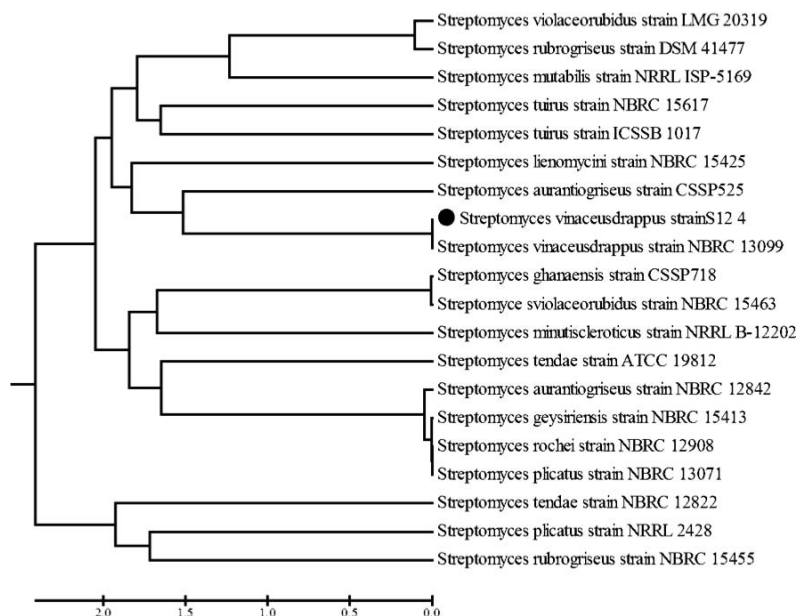 Streptomyces violaceorubidus strain LMG 20319
Streptomyces rubrogriseus strain DSM 41477
Streptomyces mutabilis strain NRRL ISP-5169
Streptomyces tuirus strain NBRC 15617
Streptomyces tuirus strain ICSSB 1017
Streptomyces lienomycini strain NBRC 15425
Streptomyces aurantiogriseus strain CSSP525
Streptomyces vinaceusdrappus strainS12 4
Streptomyces vinaceusdrappus strain NBRC 13099
Streptomyces ghanaensis strain CSSP718
Streptomyce sviolaceorubidus strain NBRC 15463
Streptomyces minutiscleroticus strain NRRL B-12202
Streptomyces tendae strain ATCC 19812
Streptomyces aurantiogriseus strain NBRC 12842
Streptomyces geysiriensis strain NBRC 15413
Streptomyces rochei strain NBRC 12908
Streptomyces plicatus strain NBRC 13071
Streptomyces tendae strain NBRC 12822
Streptomyces plicatus strain NRRL 2428
Streptomyces rubrogriseus strain NBRC 15455
2.0 1.5 1.0 0.5 0.0